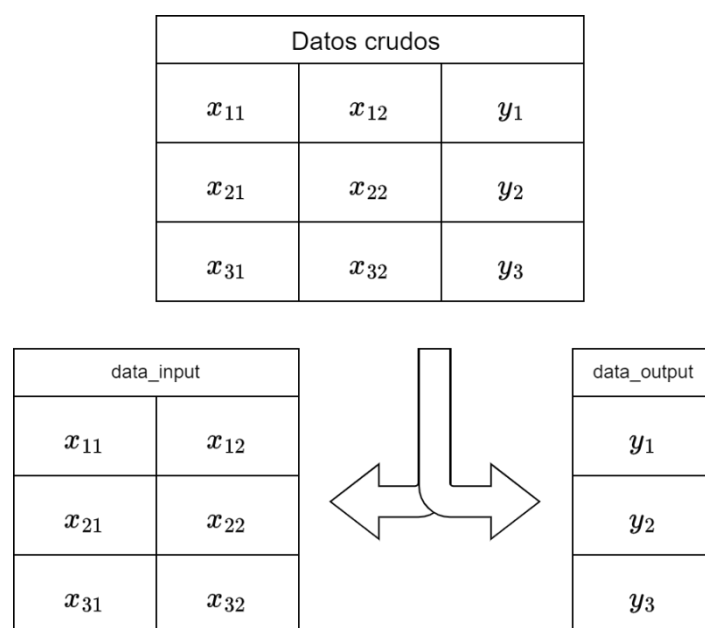 Datos crudos
x₁₁ x₁₂ y₁
x₂₁ x₂₂ y₂
x₃₁ x₃₂ y₃
data_input
x₁₁ x₁₂
x₂₁ x₂₂
x₃₁ x₃₂
data_output
y₁
y₂
y₃